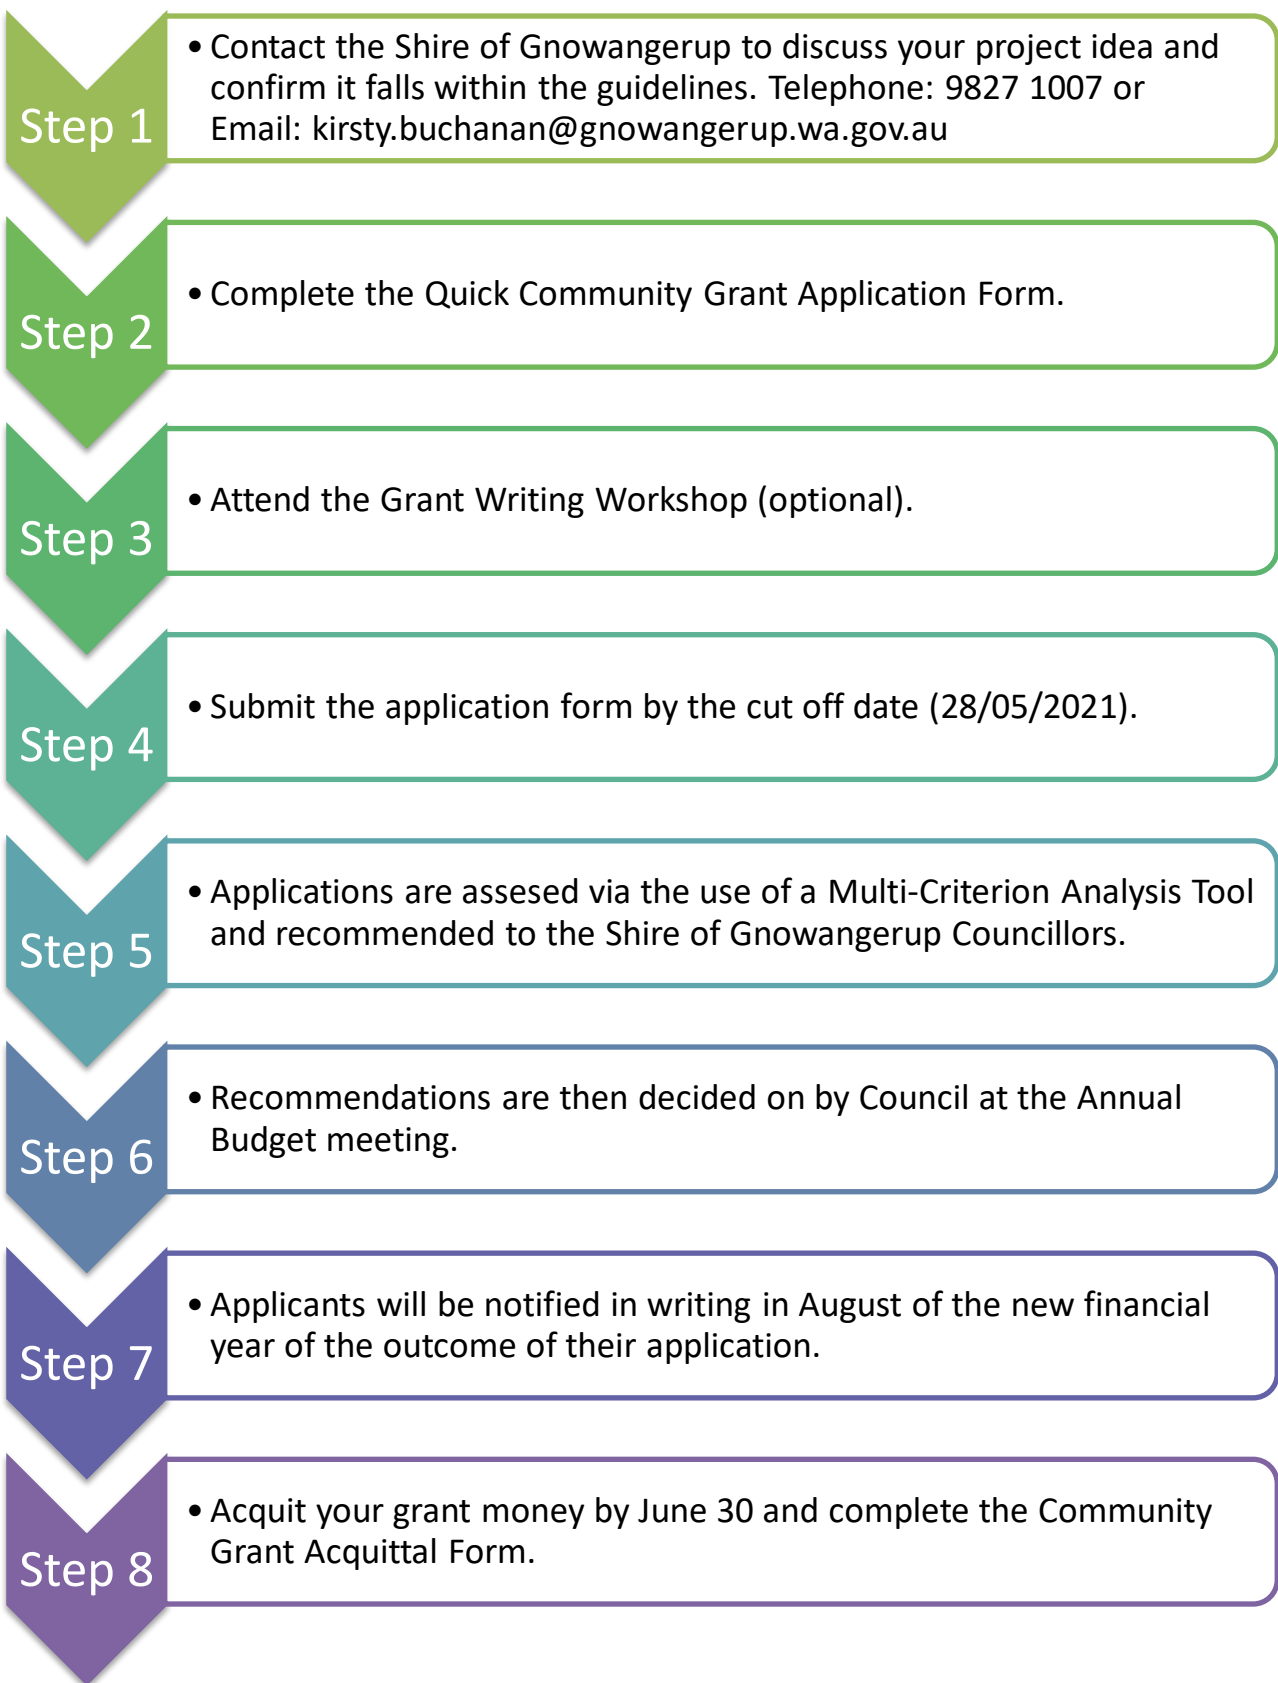 Step 1
• Contact the Shire of Gnowangerup to discuss your project idea and
confirm it falls within the guidelines. Telephone: 9827 1007 or
Email: kirsty.buchanan@gnowangerup.wa.gov.au
Step 2
• Complete the Quick Community Grant Application Form.
Step 3
• Attend the Grant Writing Workshop (optional).
Step 4
• Submit the application form by the cut off date (28/05/2021).
Step 5
• Applications are assesed via the use of a Multi-Criterion Analysis Tool
and recommended to the Shire of Gnowangerup Councillors.
Step 6
• Recommendations are then decided on by Council at the Annual
Budget meeting.
Step 7
• Applicants will be notified in writing in August of the new financial
year of the outcome of their application.
Step 8
• Acquit your grant money by June 30 and complete the Community
Grant Acquittal Form.